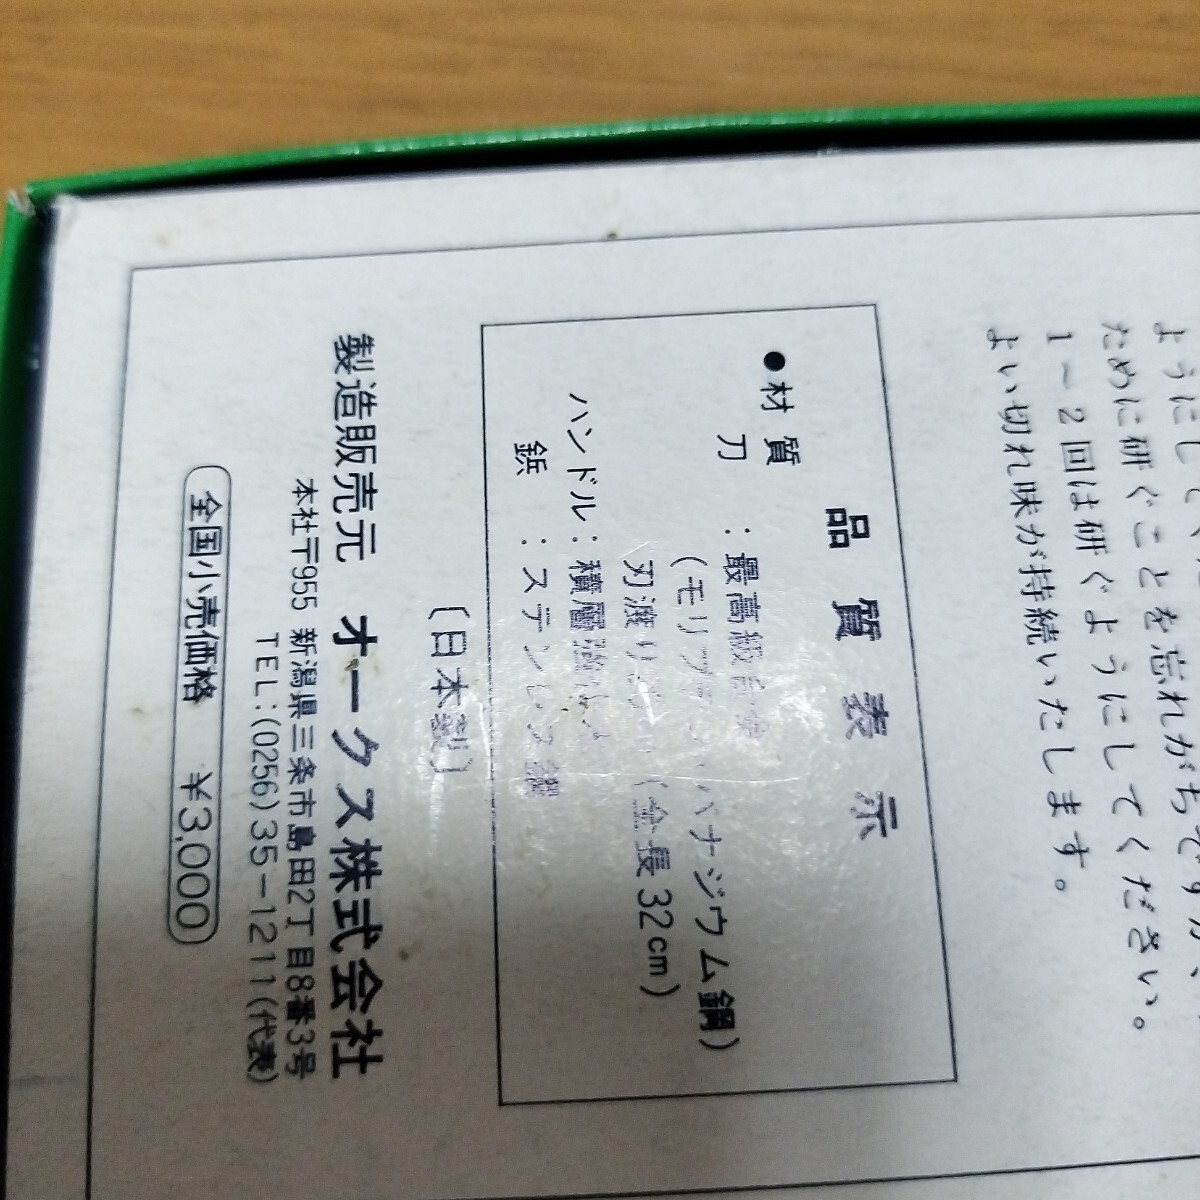 ために研ぐことを忘れがちですが、
1～2回は研ぐようにしてください。
よい切れ味が持続いたします。
品質表示
●材質
刀 : 最高級
(モリブデン・バナジウム鋼)
刃渡り (全長32cm)
ハンドル : 積層強
鋲 : ステンレス鋼
〔日本製〕
製造販売元 オークス株式会社
本社〒955 新潟県三条市島田2丁目8番3号
TEL:(0256)35-1211(代表)
全国小売価格 ¥3,000